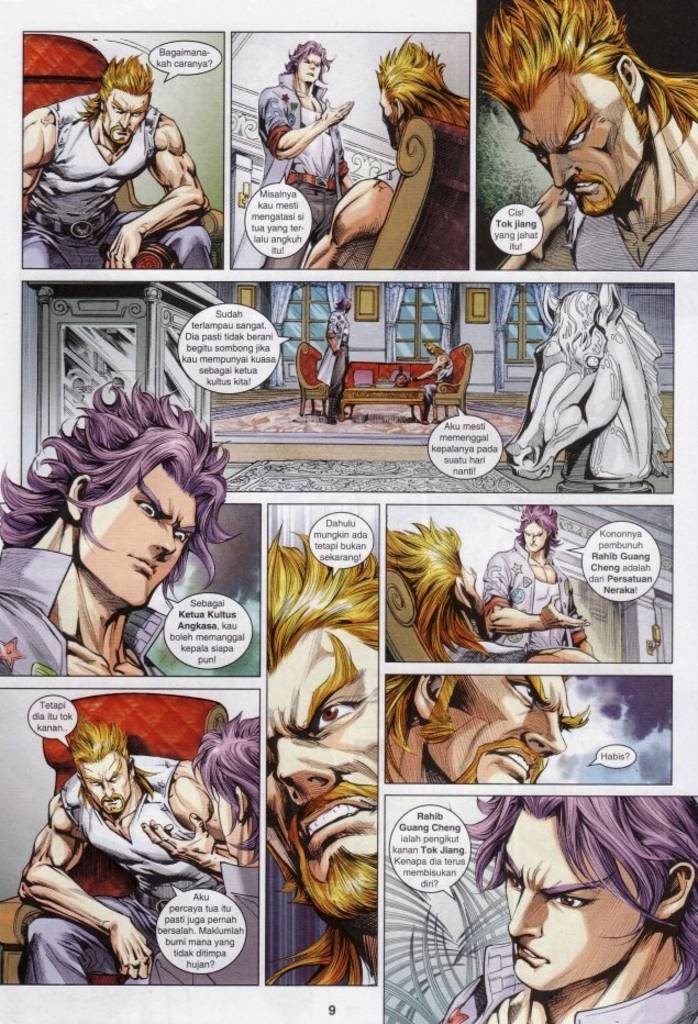 Bagaimana-
kah caranya?
Misalnya
kau mesti
mengatasi si
tua yang ter-
lalu angkuh
itu!
Cis!
Tok jiang
yang jahat
itu!
Sudah
terlampau sangat.
Dia pasti tidak berani
begitu sombong jika
kau mempunyai kuasa
sebagai ketua
kultus kita!
Aku mesti
memenggal
kepalanya pada
suatu hari
nanti!
Sebagai
Ketua Kultus
Angkasa, kau
boleh memanggal
kepala siapa
pun!
Dahulu
mungkin ada
tetapi bukan
sekarang!
Kononnya
pembunuh
Rahib Guang
Cheng adalah
dari Persatuan
Neraka!
Habis?
Tetapi
dia itu tok
kanan..
Aku
percaya tua itu
pasti juga pernah
bersalah. Maklumlah
bumi mana yang
tidak ditimpa
hujan?
Rahib
Guang Cheng
ialah pengikut
kanan Tok Jiang.
Kenapa dia terus
membisukan
diri?
9